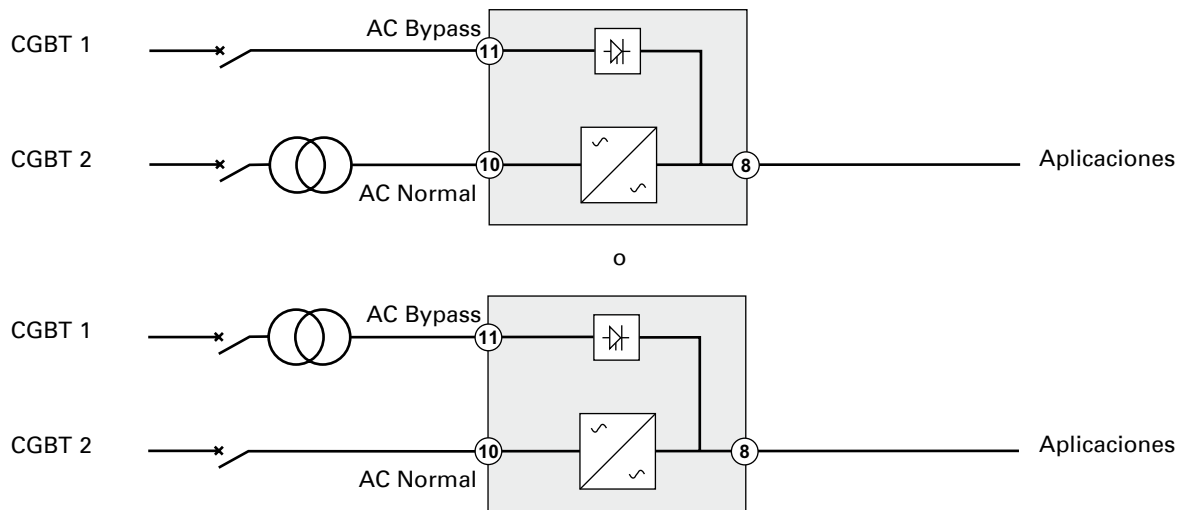 CGBT 1
AC Bypass
11
CGBT 2
10
AC Normal
8
Aplicaciones
o
CGBT 1
AC Bypass
11
CGBT 2
10
AC Normal
8
Aplicaciones